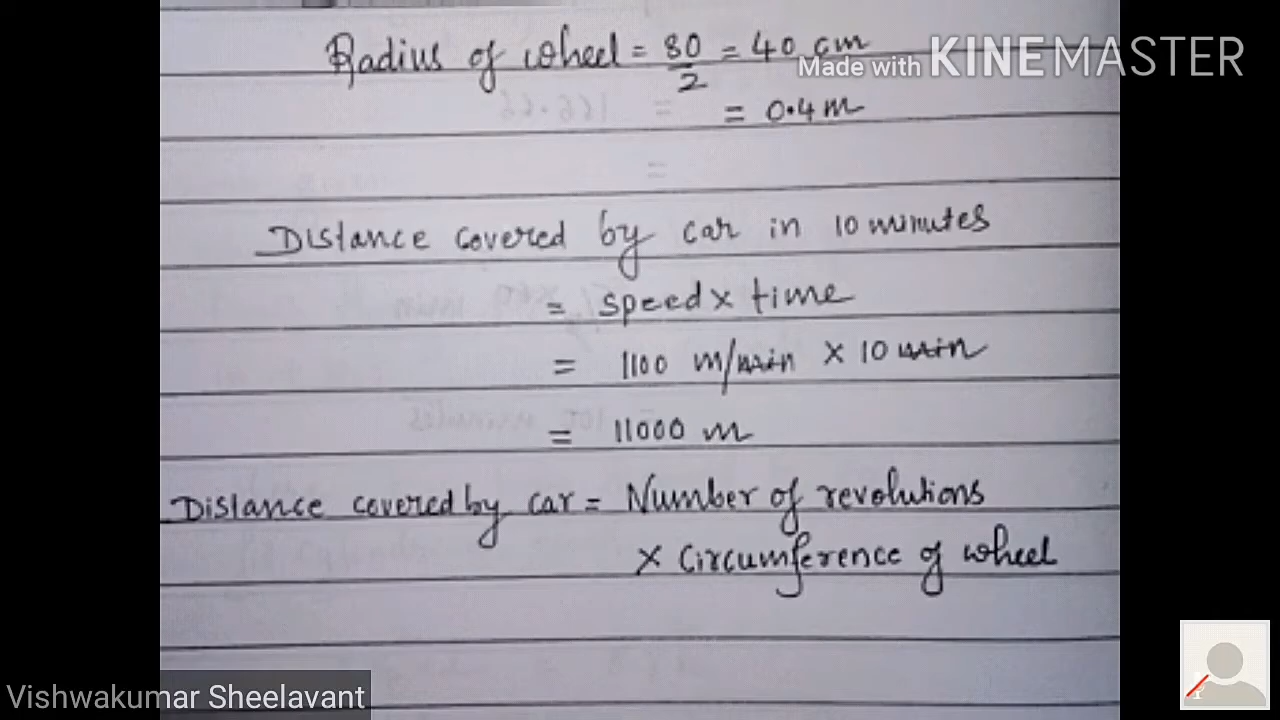 Radius of wheel = 80/2 = 40 cm
Made with KINEMASTER
= 0.4 m
Distance covered by car in 10 minutes
= speed x time
= 1100 m/min x 10 min
= 11000 m
Distance covered by car = Number of revolutions
x Circumference of wheel
Vishwakumar Sheelavant